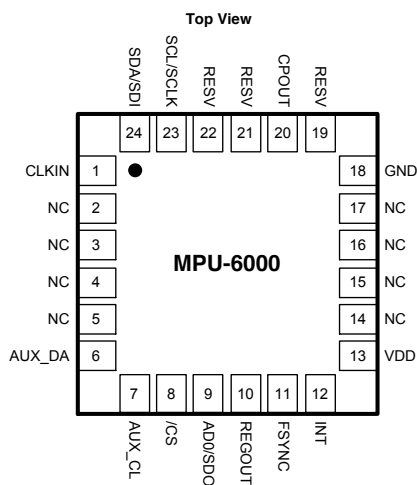 Top View
SDA/SDI
SCL/SCLK
RESV
RESV
CPOUT
RESV
24 23 22 21 20 19
CLKIN 1 18 GND
NC 2 17 NC
NC 3 16 NC
MPU-6000
NC 4 15 NC
NC 5 14 NC
AUX_DA 6 13 VDD
7 8 9 10 11 12
AUX_CL
/CS
AD0/SDO
REGOUT
FSYNC
INT